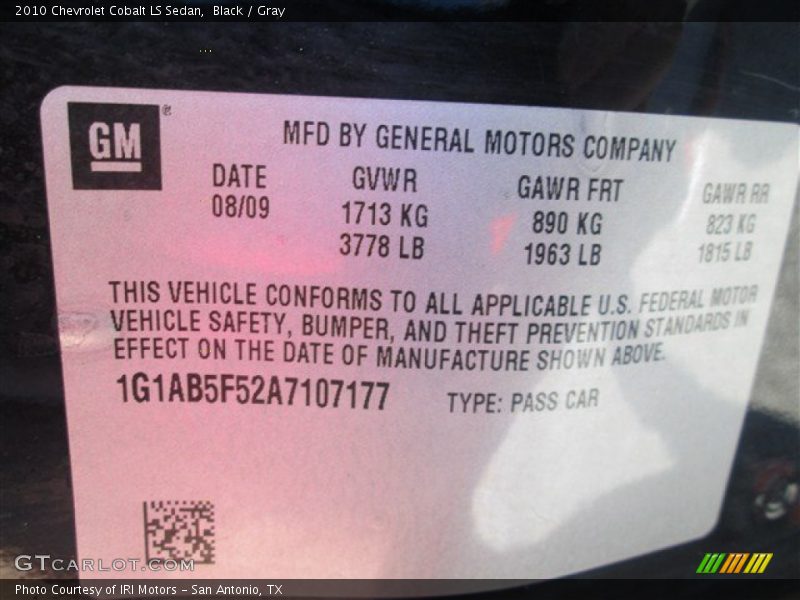 2010 Chevrolet Cobalt LS Sedan, Black / Gray
GM ®
MFD BY GENERAL MOTORS COMPANY
DATE GVWR GAWR FRT GAWR RR
08/09 1713 KG 890 KG 823 KG
3778 LB 1963 LB 1815 LB
THIS VEHICLE CONFORMS TO ALL APPLICABLE U.S. FEDERAL MOTOR
VEHICLE SAFETY, BUMPER, AND THEFT PREVENTION STANDARDS IN
EFFECT ON THE DATE OF MANUFACTURE SHOWN ABOVE.
1G1AB5F52A7107177 TYPE: PASS CAR
GTCARLOT.COM
Photo Courtesy of IRI Motors - San Antonio, TX